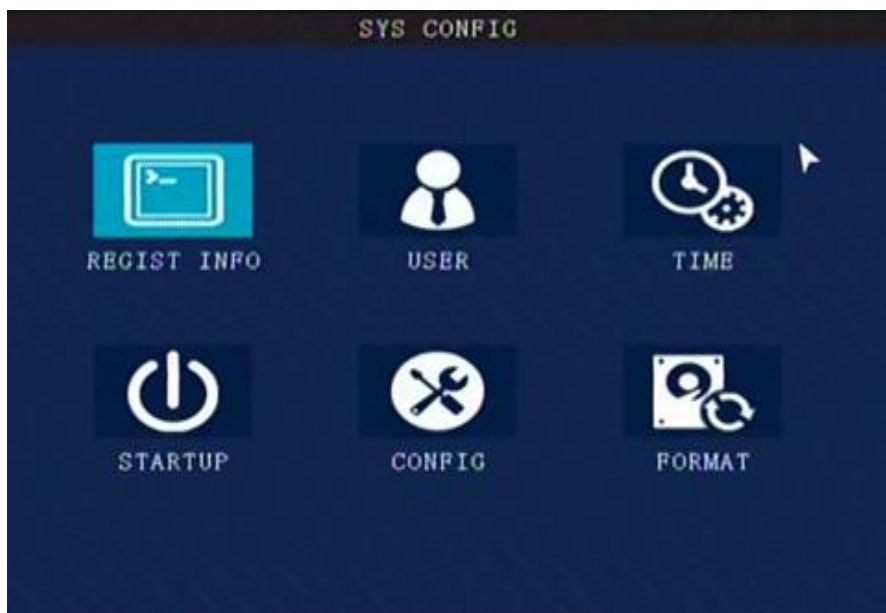 SYS CONFIG
REGIST INFO
USER
TIME
STARTUP
CONFIG
FORMAT